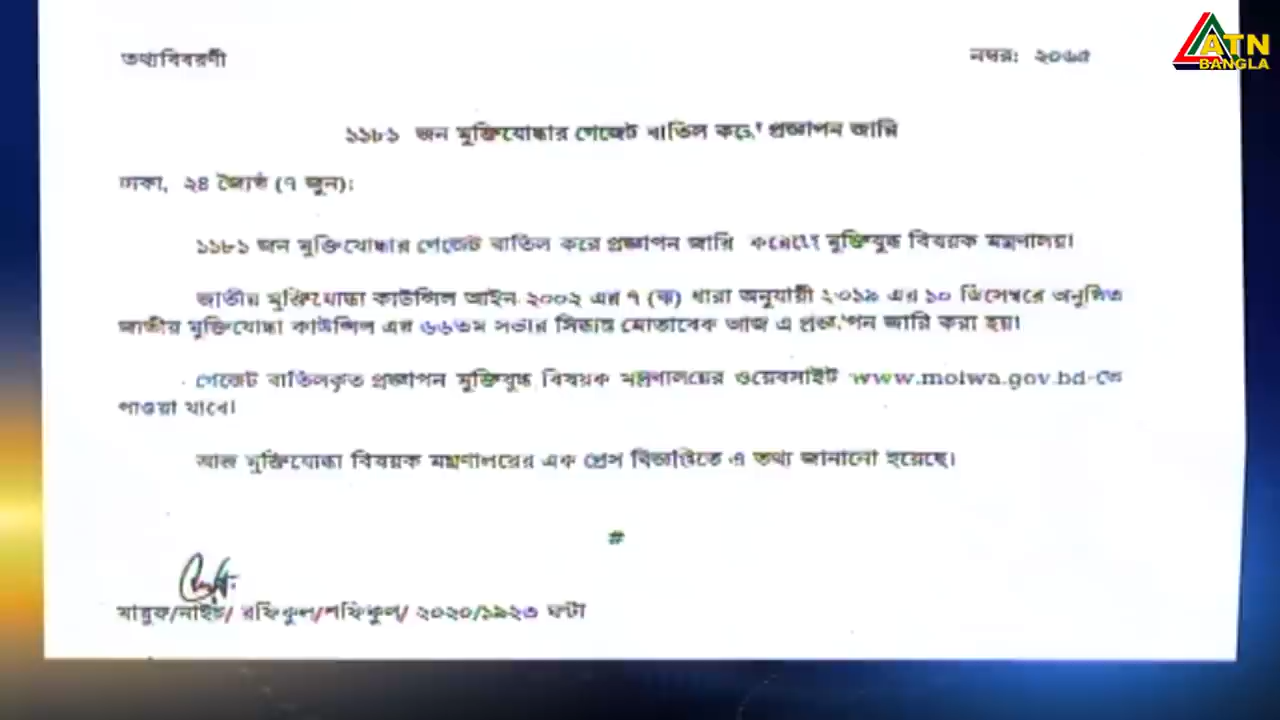 তথ্যবিবরণী নম্বর: ২০৬৫
ATN
BANGLA
১১৮১ জন মুক্তিযোদ্ধার গেজেট বাতিল করে প্রজ্ঞাপন জারি
ঢাকা, ২৪ জ্যৈষ্ঠ (৭ জুন):
১১৮১ জন মুক্তিযোদ্ধার গেজেট বাতিল করে প্রজ্ঞাপন জারি করেছে মুক্তিযুদ্ধ বিষয়ক মন্ত্রণালয়।
জাতীয় মুক্তিযোদ্ধা কাউন্সিল আইন ২০০২ এর ৭ (ক) ধারা অনুযায়ী ২০১৯ এর ১০ ডিসেম্বরে অনুষ্ঠিত
জাতীয় মুক্তিযোদ্ধা কাউন্সিল এর ৬৬তম সভার সিদ্ধান্ত মোতাবেক আজ এ প্রজ্ঞাপন জারি করা হয়।
গেজেট বাতিলকৃত প্রজ্ঞাপন মুক্তিযুদ্ধ বিষয়ক মন্ত্রণালয়ের ওয়েবসাইট www.molwa.gov.bd-তে
পাওয়া যাবে।
আজ মুক্তিযোদ্ধা বিষয়ক মন্ত্রণালয়ের এক প্রেস বিজ্ঞপ্তিতে এ তথ্য জানানো হয়েছে।
#
মারুফ/নাইচ/ রফিকুল/শফিকুল/ ২০২০/১৯২৩ ঘণ্টা